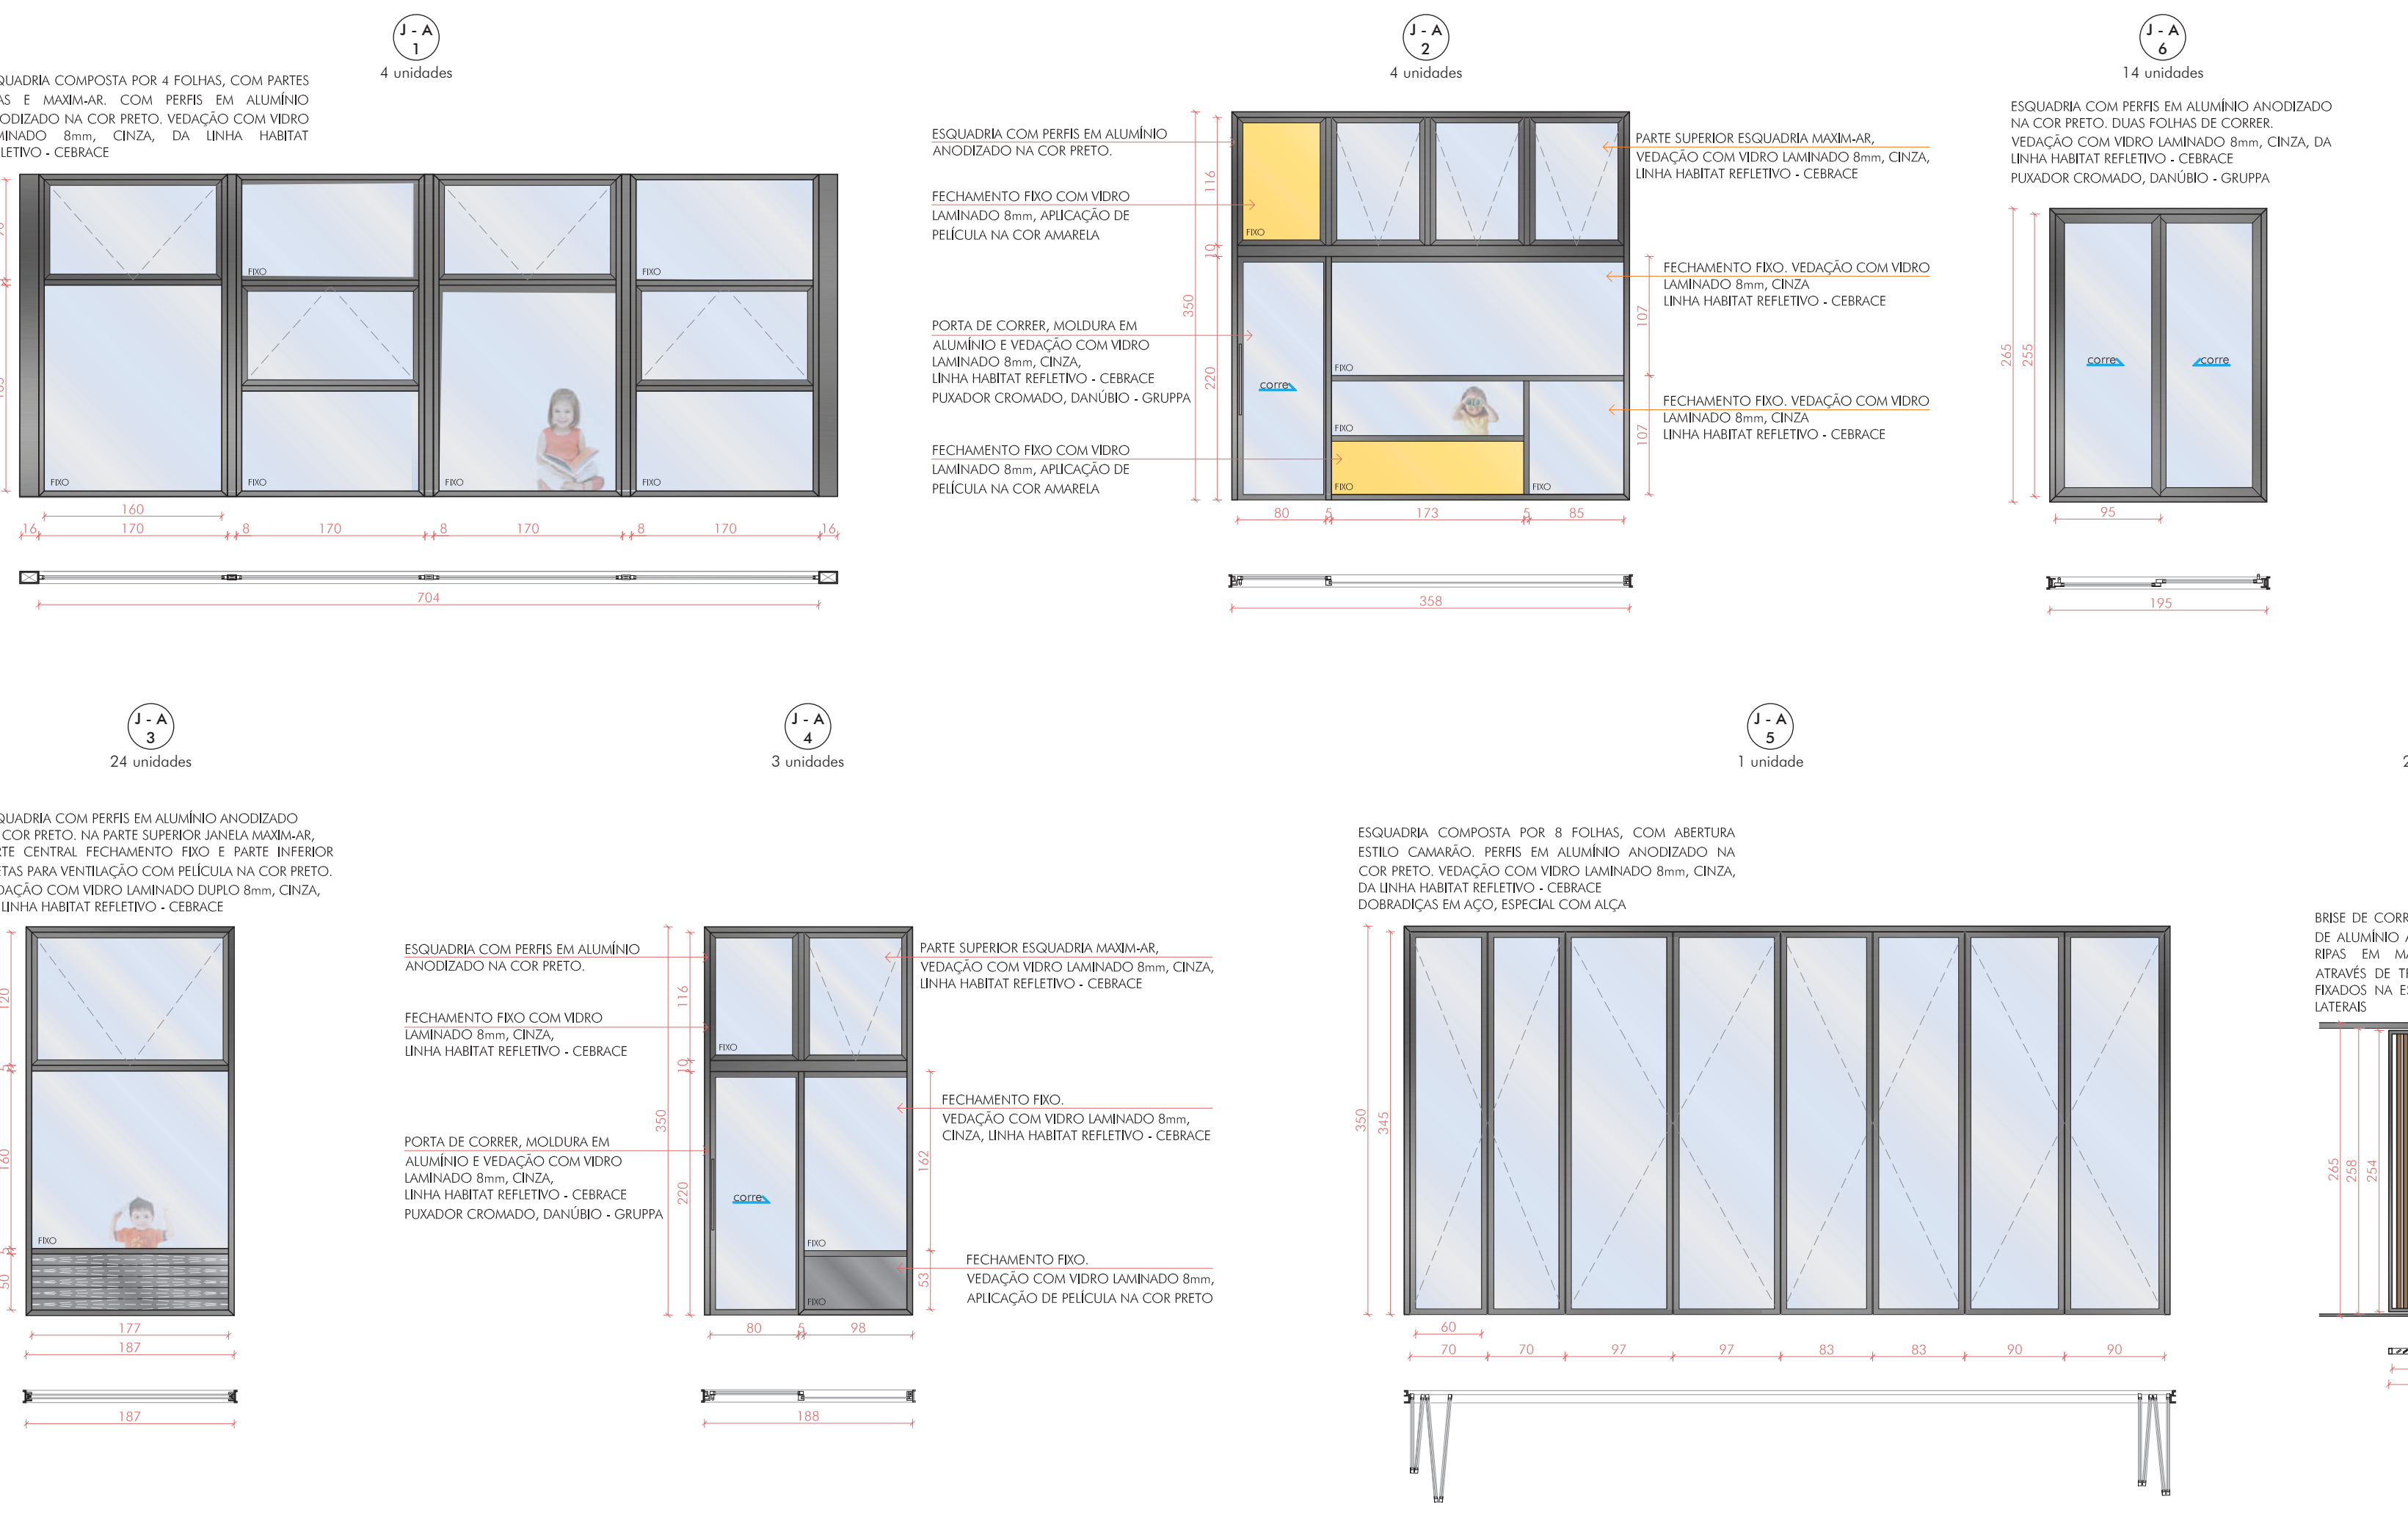 J - A
1
4 unidades
QUADRIA COMPOSTA POR 4 FOLHAS, COM PARTES
AS E MAXIM-AR. COM PERFIS EM ALUMÍNIO
ODIZADO NA COR PRETO. VEDAÇÃO COM VIDRO
MINADO 8mm, CINZA, DA LINHA HABITAT
LETIVO - CEBRACE
FIXO
FIXO
FIXO
FIXO
FIXO
FIXO
160
16
170
8
170
8
170
8
170
16
704
J - A
2
4 unidades
ESQUADRIA COM PERFIS EM ALUMÍNIO
ANODIZADO NA COR PRETO.
FECHAMENTO FIXO COM VIDRO
LAMINADO 8mm, APLICAÇÃO DE
PELÍCULA NA COR AMARELA
PORTA DE CORRER, MOLDURA EM
ALUMÍNIO E VEDAÇÃO COM VIDRO
LAMINADO 8mm, CINZA,
LINHA HABITAT REFLETIVO - CEBRACE
PUXADOR CROMADO, DANÚBIO - GRUPPA
FECHAMENTO FIXO COM VIDRO
LAMINADO 8mm, APLICAÇÃO DE
PELÍCULA NA COR AMARELA
350
116
10
220
FIXO
corre
FIXO
FIXO
FIXO
FIXO
107
107
PARTE SUPERIOR ESQUADRIA MAXIM-AR,
VEDAÇÃO COM VIDRO LAMINADO 8mm, CINZA,
LINHA HABITAT REFLETIVO - CEBRACE
FECHAMENTO FIXO. VEDAÇÃO COM VIDRO
LAMINADO 8mm, CINZA
LINHA HABITAT REFLETIVO - CEBRACE
FECHAMENTO FIXO. VEDAÇÃO COM VIDRO
LAMINADO 8mm, CINZA
LINHA HABITAT REFLETIVO - CEBRACE
80
5
173
5
85
358
J - A
6
14 unidades
ESQUADRIA COM PERFIS EM ALUMÍNIO ANODIZADO
NA COR PRETO. DUAS FOLHAS DE CORRER.
VEDAÇÃO COM VIDRO LAMINADO 8mm, CINZA, DA
LINHA HABITAT REFLETIVO - CEBRACE
PUXADOR CROMADO, DANÚBIO - GRUPPA
265
255
corre
corre
95
195
J - A
3
24 unidades
QUADRIA COM PERFIS EM ALUMÍNIO ANODIZADO
COR PRETO. NA PARTE SUPERIOR JANELA MAXIM-AR,
RTE CENTRAL FECHAMENTO FIXO E PARTE INFERIOR
ETAS PARA VENTILAÇÃO COM PELÍCULA NA COR PRETO.
DAÇÃO COM VIDRO LAMINADO DUPLO 8mm, CINZA,
LINHA HABITAT REFLETIVO - CEBRACE
120
5
160
5
50
FIXO
177
187
187
J - A
4
3 unidades
ESQUADRIA COM PERFIS EM ALUMÍNIO
ANODIZADO NA COR PRETO.
FECHAMENTO FIXO COM VIDRO
LAMINADO 8mm, CINZA,
LINHA HABITAT REFLETIVO - CEBRACE
PORTA DE CORRER, MOLDURA EM
ALUMÍNIO E VEDAÇÃO COM VIDRO
LAMINADO 8mm, CINZA,
LINHA HABITAT REFLETIVO - CEBRACE
PUXADOR CROMADO, DANÚBIO - GRUPPA
350
116
10
220
FIXO
corre
FIXO
FIXO
162
53
PARTE SUPERIOR ESQUADRIA MAXIM-AR,
VEDAÇÃO COM VIDRO LAMINADO 8mm, CINZA,
LINHA HABITAT REFLETIVO - CEBRACE
FECHAMENTO FIXO.
VEDAÇÃO COM VIDRO LAMINADO 8mm,
CINZA, LINHA HABITAT REFLETIVO - CEBRACE
FECHAMENTO FIXO.
VEDAÇÃO COM VIDRO LAMINADO 8mm,
APLICAÇÃO DE PELÍCULA NA COR PRETO
80
5
98
188
J - A
5
1 unidade
ESQUADRIA COMPOSTA POR 8 FOLHAS, COM ABERTURA
ESTILO CAMARÃO. PERFIS EM ALUMÍNIO ANODIZADO NA
COR PRETO. VEDAÇÃO COM VIDRO LAMINADO 8mm, CINZA,
DA LINHA HABITAT REFLETIVO - CEBRACE
DOBRADIÇAS EM AÇO, ESPECIAL COM ALÇA
350
345
60
70
70
97
97
83
83
90
90
2
BRISE DE CORR
DE ALUMÍNIO A
RIPAS EM MA
ATRAVÉS DE TR
FIXADOS NA ES
LATERAIS
265
258
254